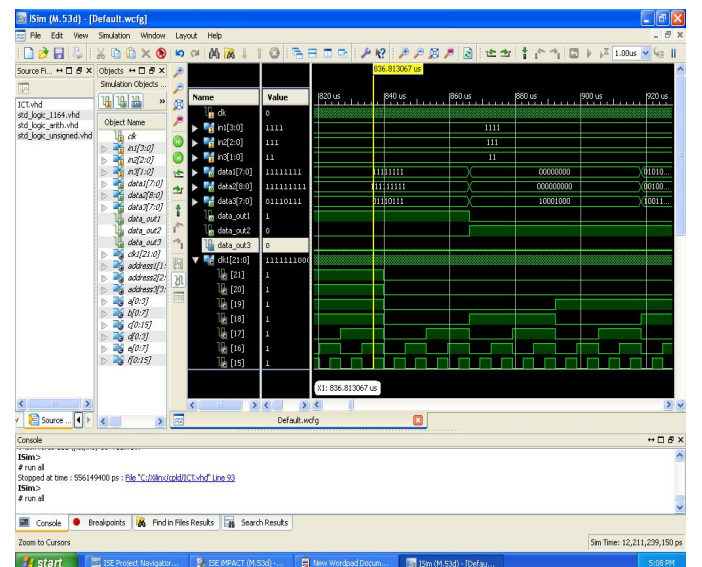 ISim (M.53d) - [Default.wcfg]
File Edit View Simulation Window Layout Help
1.00us
Source Fi...
ICT.vhd
std_logic_1164.vhd
std_logic_arith.vhd
std_logic_unsigned.vhd
Objects
Simulation Objects ...
Object Name
clk
in1[3:0]
in2[2:0]
in3[1:0]
data1[7:0]
data2[8:0]
data3[7:0]
data_out1
data_out2
data_out3
clk1[21:0]
address1[1:
address2[2:
address3[3:
a[0:3]
b[0:7]
c[0:15]
d[0:3]
e[0:7]
f[0:15]
836.813067 us
Name Value
820 us 840 us 860 us 880 us 900 us 920 us
clk 0
in1[3:0] 1111 1111
in2[2:0] 111 111
in3[1:0] 11 11
data1[7:0] 11111111 11111111 00000000 01010...
data2[8:0] 111111111 111111111 000000000 00100...
data3[7:0] 01110111 01110111 10001000 10011...
data_out1 1
data_out2 0
data_out3 0
clk1[21:0] 1111111000
[21] 1
[20] 1
[19] 1
[18] 1
[17] 1
[16] 1
[15] 1
X1: 836.813067 us
Source ...
Default.wcfg
Console
ISim>
# run all
Stopped at time : 556149400 ps : File "C:/Xilinx/cpld/ICT.vhd" Line 93
ISim>
# run all
Console Breakpoints Find in Files Results Search Results
Zoom to Cursors Sim Time: 12,211,239,150 ps
start ISE Project Navigator... ISE iMPACT (M.53d) -... New Wordpad Docum... ISim (M.53d) - [Defau... 5:08 PM